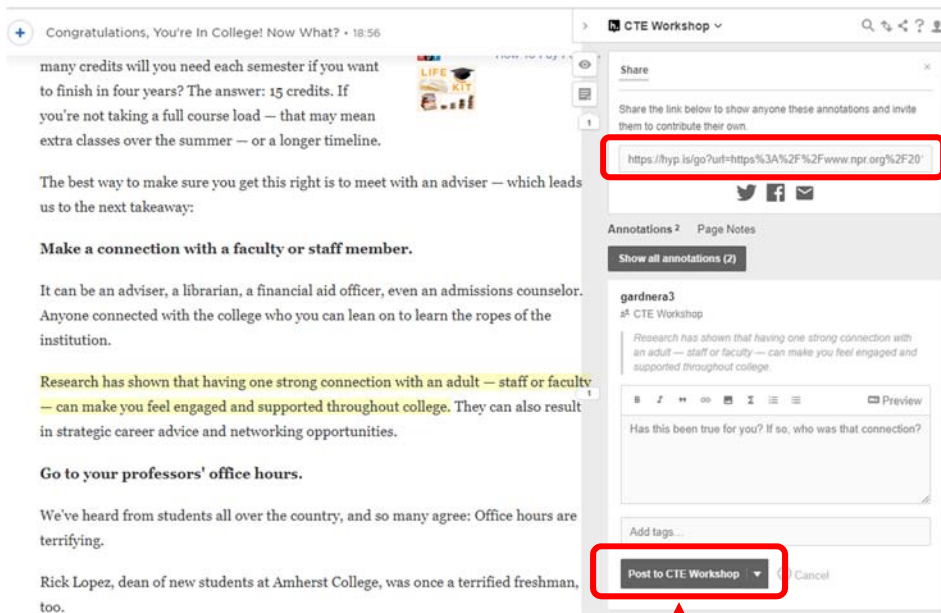 Congratulations, You're In College! Now What? • 18:56
many credits will you need each semester if you want
to finish in four years? The answer: 15 credits. If
you're not taking a full course load — that may mean
extra classes over the summer — or a longer timeline.
LIFE
KIT
The best way to make sure you get this right is to meet with an adviser — which leads
us to the next takeaway:
Make a connection with a faculty or staff member.
It can be an adviser, a librarian, a financial aid officer, even an admissions counselor.
Anyone connected with the college who you can lean on to learn the ropes of the
institution.
Research has shown that having one strong connection with an adult — staff or faculty
— can make you feel engaged and supported throughout college. They can also result
in strategic career advice and networking opportunities.
Go to your professors' office hours.
We've heard from students all over the country, and so many agree: Office hours are
terrifying.
Rick Lopez, dean of new students at Amherst College, was once a terrified freshman,
too.
1
1
h. CTE Workshop
?
Share
×
Share the link below to show anyone these annotations and invite
them to contribute their own.
https://hyp.is/go?url=https%3A%2F%2Fwww.npr.org%2F20
Annotations 2 Page Notes
Show all annotations (2)
gardnera3
CTE Workshop
Research has shown that having one strong connection with
an adult — staff or faculty — can make you feel engaged and
supported throughout college.
B I " Σ Preview
Has this been true for you? If so, who was that connection?
Add tags...
Post to CTE Workshop Cancel